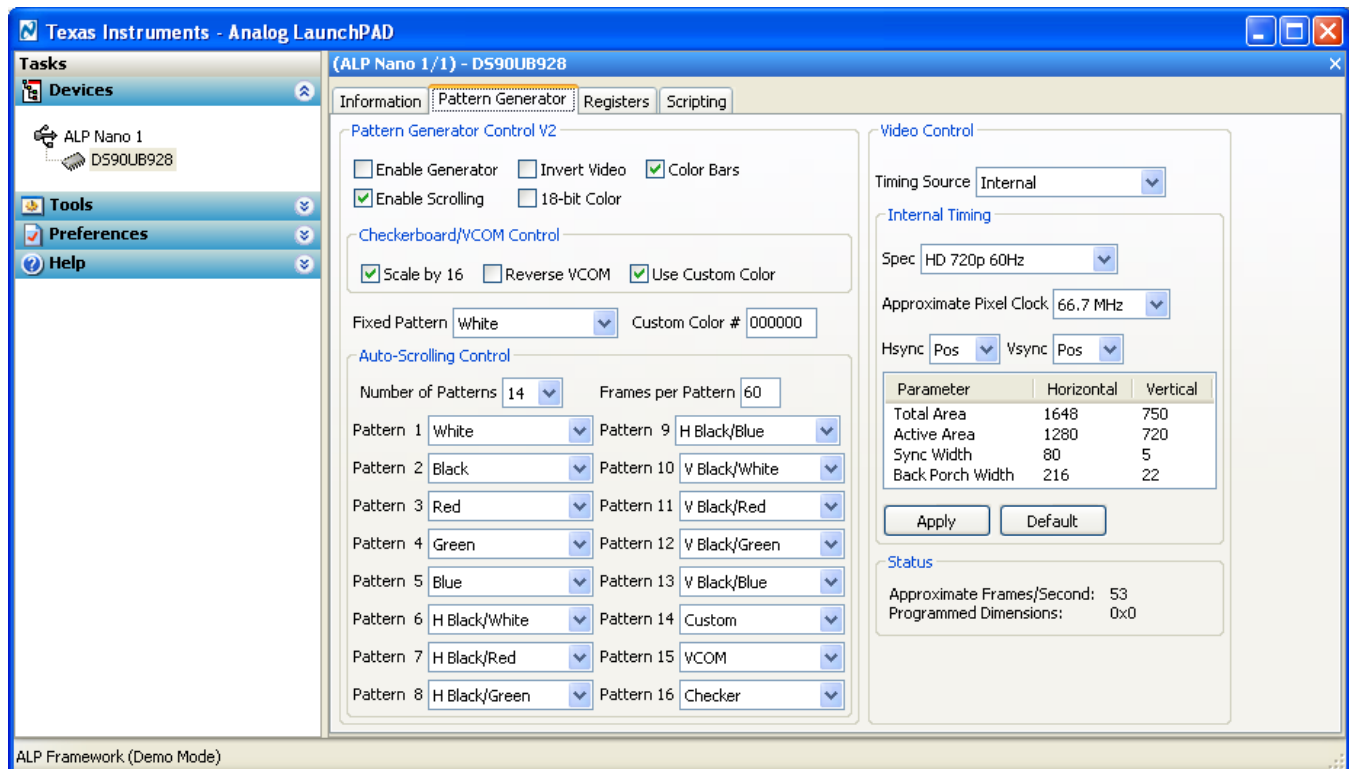 Texas Instruments - Analog LaunchPAD
Tasks
Devices
ALP Nano 1
DS90UB928
Tools
Preferences
Help
(ALP Nano 1/1) - DS90UB928
Information Pattern Generator Registers Scripting
Pattern Generator Control V2
Enable Generator Invert Video Color Bars
Enable Scrolling 18-bit Color
Checkerboard/VCOM Control
Scale by 16 Reverse VCOM Use Custom Color
Fixed Pattern White Custom Color # 000000
Auto-Scrolling Control
Number of Patterns 14 Frames per Pattern 60
Pattern 1 White Pattern 9 H Black/Blue
Pattern 2 Black Pattern 10 V Black/White
Pattern 3 Red Pattern 11 V Black/Red
Pattern 4 Green Pattern 12 V Black/Green
Pattern 5 Blue Pattern 13 V Black/Blue
Pattern 6 H Black/White Pattern 14 Custom
Pattern 7 H Black/Red Pattern 15 VCOM
Pattern 8 H Black/Green Pattern 16 Checker
Video Control
Timing Source Internal
Internal Timing
Spec HD 720p 60Hz
Approximate Pixel Clock 66.7 MHz
Hsync Pos Vsync Pos
Parameter Horizontal Vertical
Total Area 1648 750
Active Area 1280 720
Sync Width 80 5
Back Porch Width 216 22
Apply Default
Status
Approximate Frames/Second: 53
Programmed Dimensions: 0x0
ALP Framework (Demo Mode)